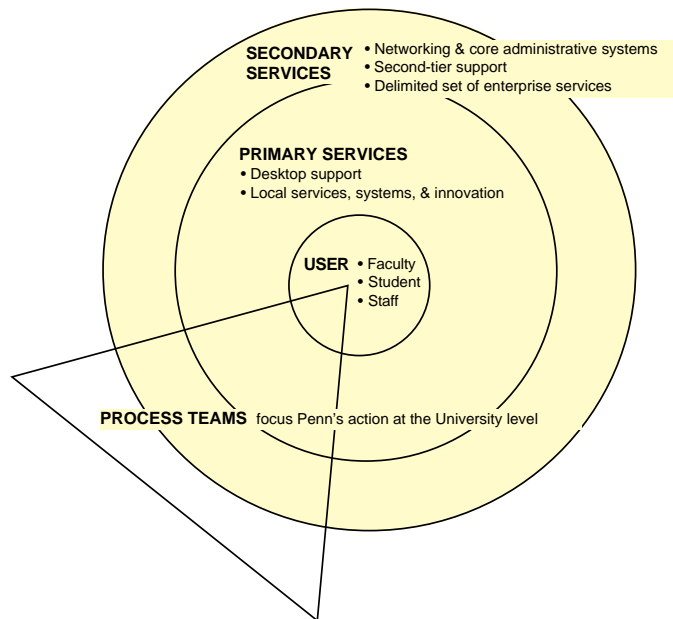 SECONDARY SERVICES
• Networking & core administrative systems
• Second-tier support
• Delimited set of enterprise services
PRIMARY SERVICES
• Desktop support
• Local services, systems, & innovation
USER
• Faculty
• Student
• Staff
PROCESS TEAMS focus Penn’s action at the University level